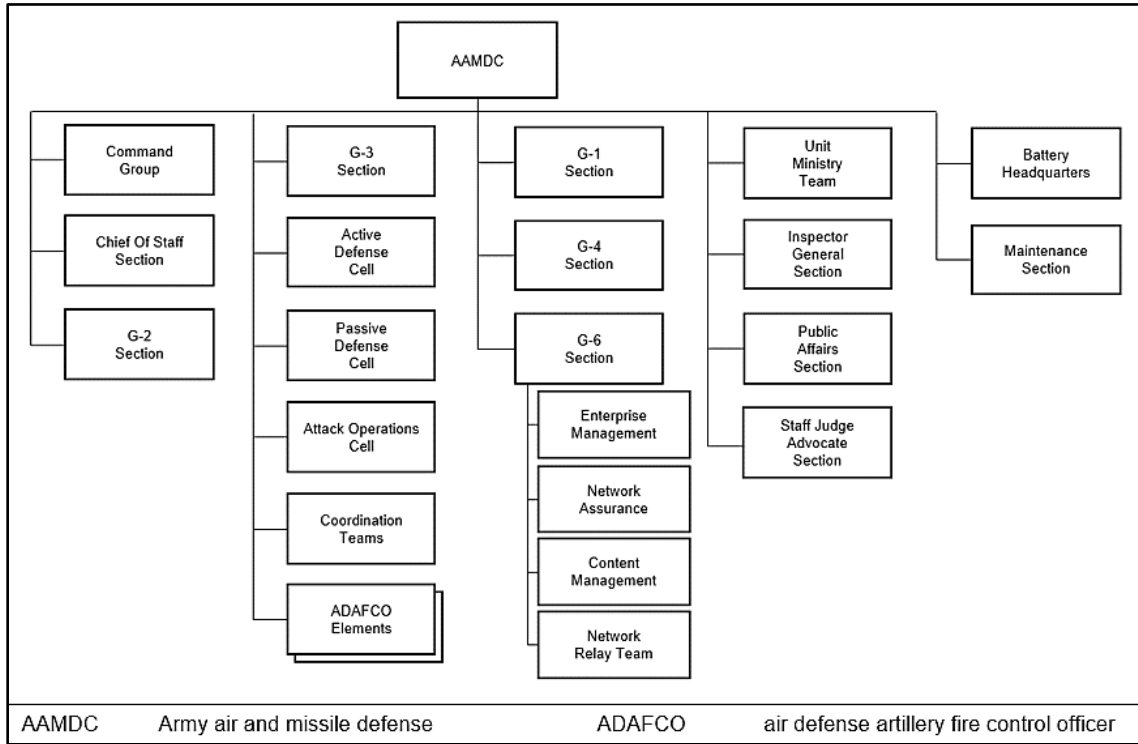 AAMDC
Command
Group
Chief Of Staff
Section
G-2
Section
G-3
Section
Active
Defense
Cell
Passive
Defense
Cell
Attack Operations
Cell
Coordination
Teams
ADAFCO
Elements
G-1
Section
G-4
Section
G-6
Section
Enterprise
Management
Network
Assurance
Content
Management
Network
Relay Team
Unit
Ministry
Team
Inspector
General
Section
Public
Affairs
Section
Staff Judge
Advocate
Section
Battery
Headquarters
Maintenance
Section
AAMDC Army air and missile defense ADAFCO air defense artillery fire control officer